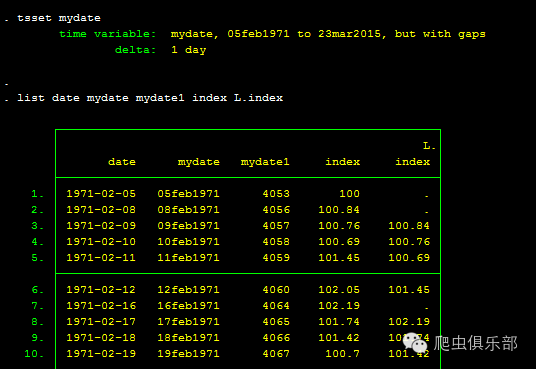 . tsset mydate
time variable: mydate, 05feb1971 to 23mar2015, but with gaps
delta: 1 day
.
. list date mydate mydate1 index L.index
L.
date mydate mydate1 index index
1. 1971-02-05 05feb1971 4053 100 .
2. 1971-02-08 08feb1971 4056 100.84 .
3. 1971-02-09 09feb1971 4057 100.76 100.84
4. 1971-02-10 10feb1971 4058 100.69 100.76
5. 1971-02-11 11feb1971 4059 101.45 100.69
6. 1971-02-12 12feb1971 4060 102.05 101.45
7. 1971-02-16 16feb1971 4064 102.19 .
8. 1971-02-17 17feb1971 4065 101.74 102.19
9. 1971-02-18 18feb1971 4066 101.42 101.74
10. 1971-02-19 19feb1971 4067 100.7 101.42
爬虫俱乐部